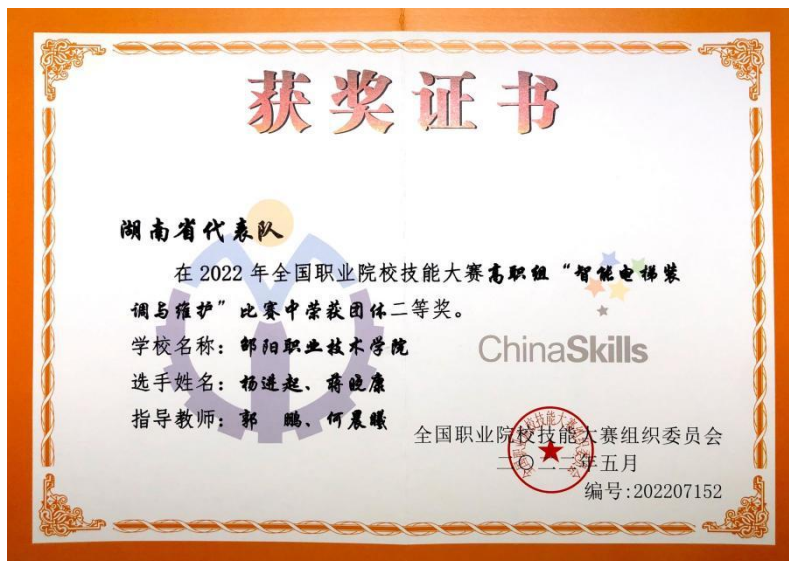 获奖证书
湖南省代表队
在 2022 年全国职业院校技能大赛高职组“智能电梯装
调与维护”比赛中荣获团体二等奖。
学校名称：邵阳职业技术学院
选手姓名：杨进起、蒋晓康
指导教师：郭 鹏、何晨曦
ChinaSkills
全国职业院校技能大赛组织委员会
二〇二二年五月
编号:202207152